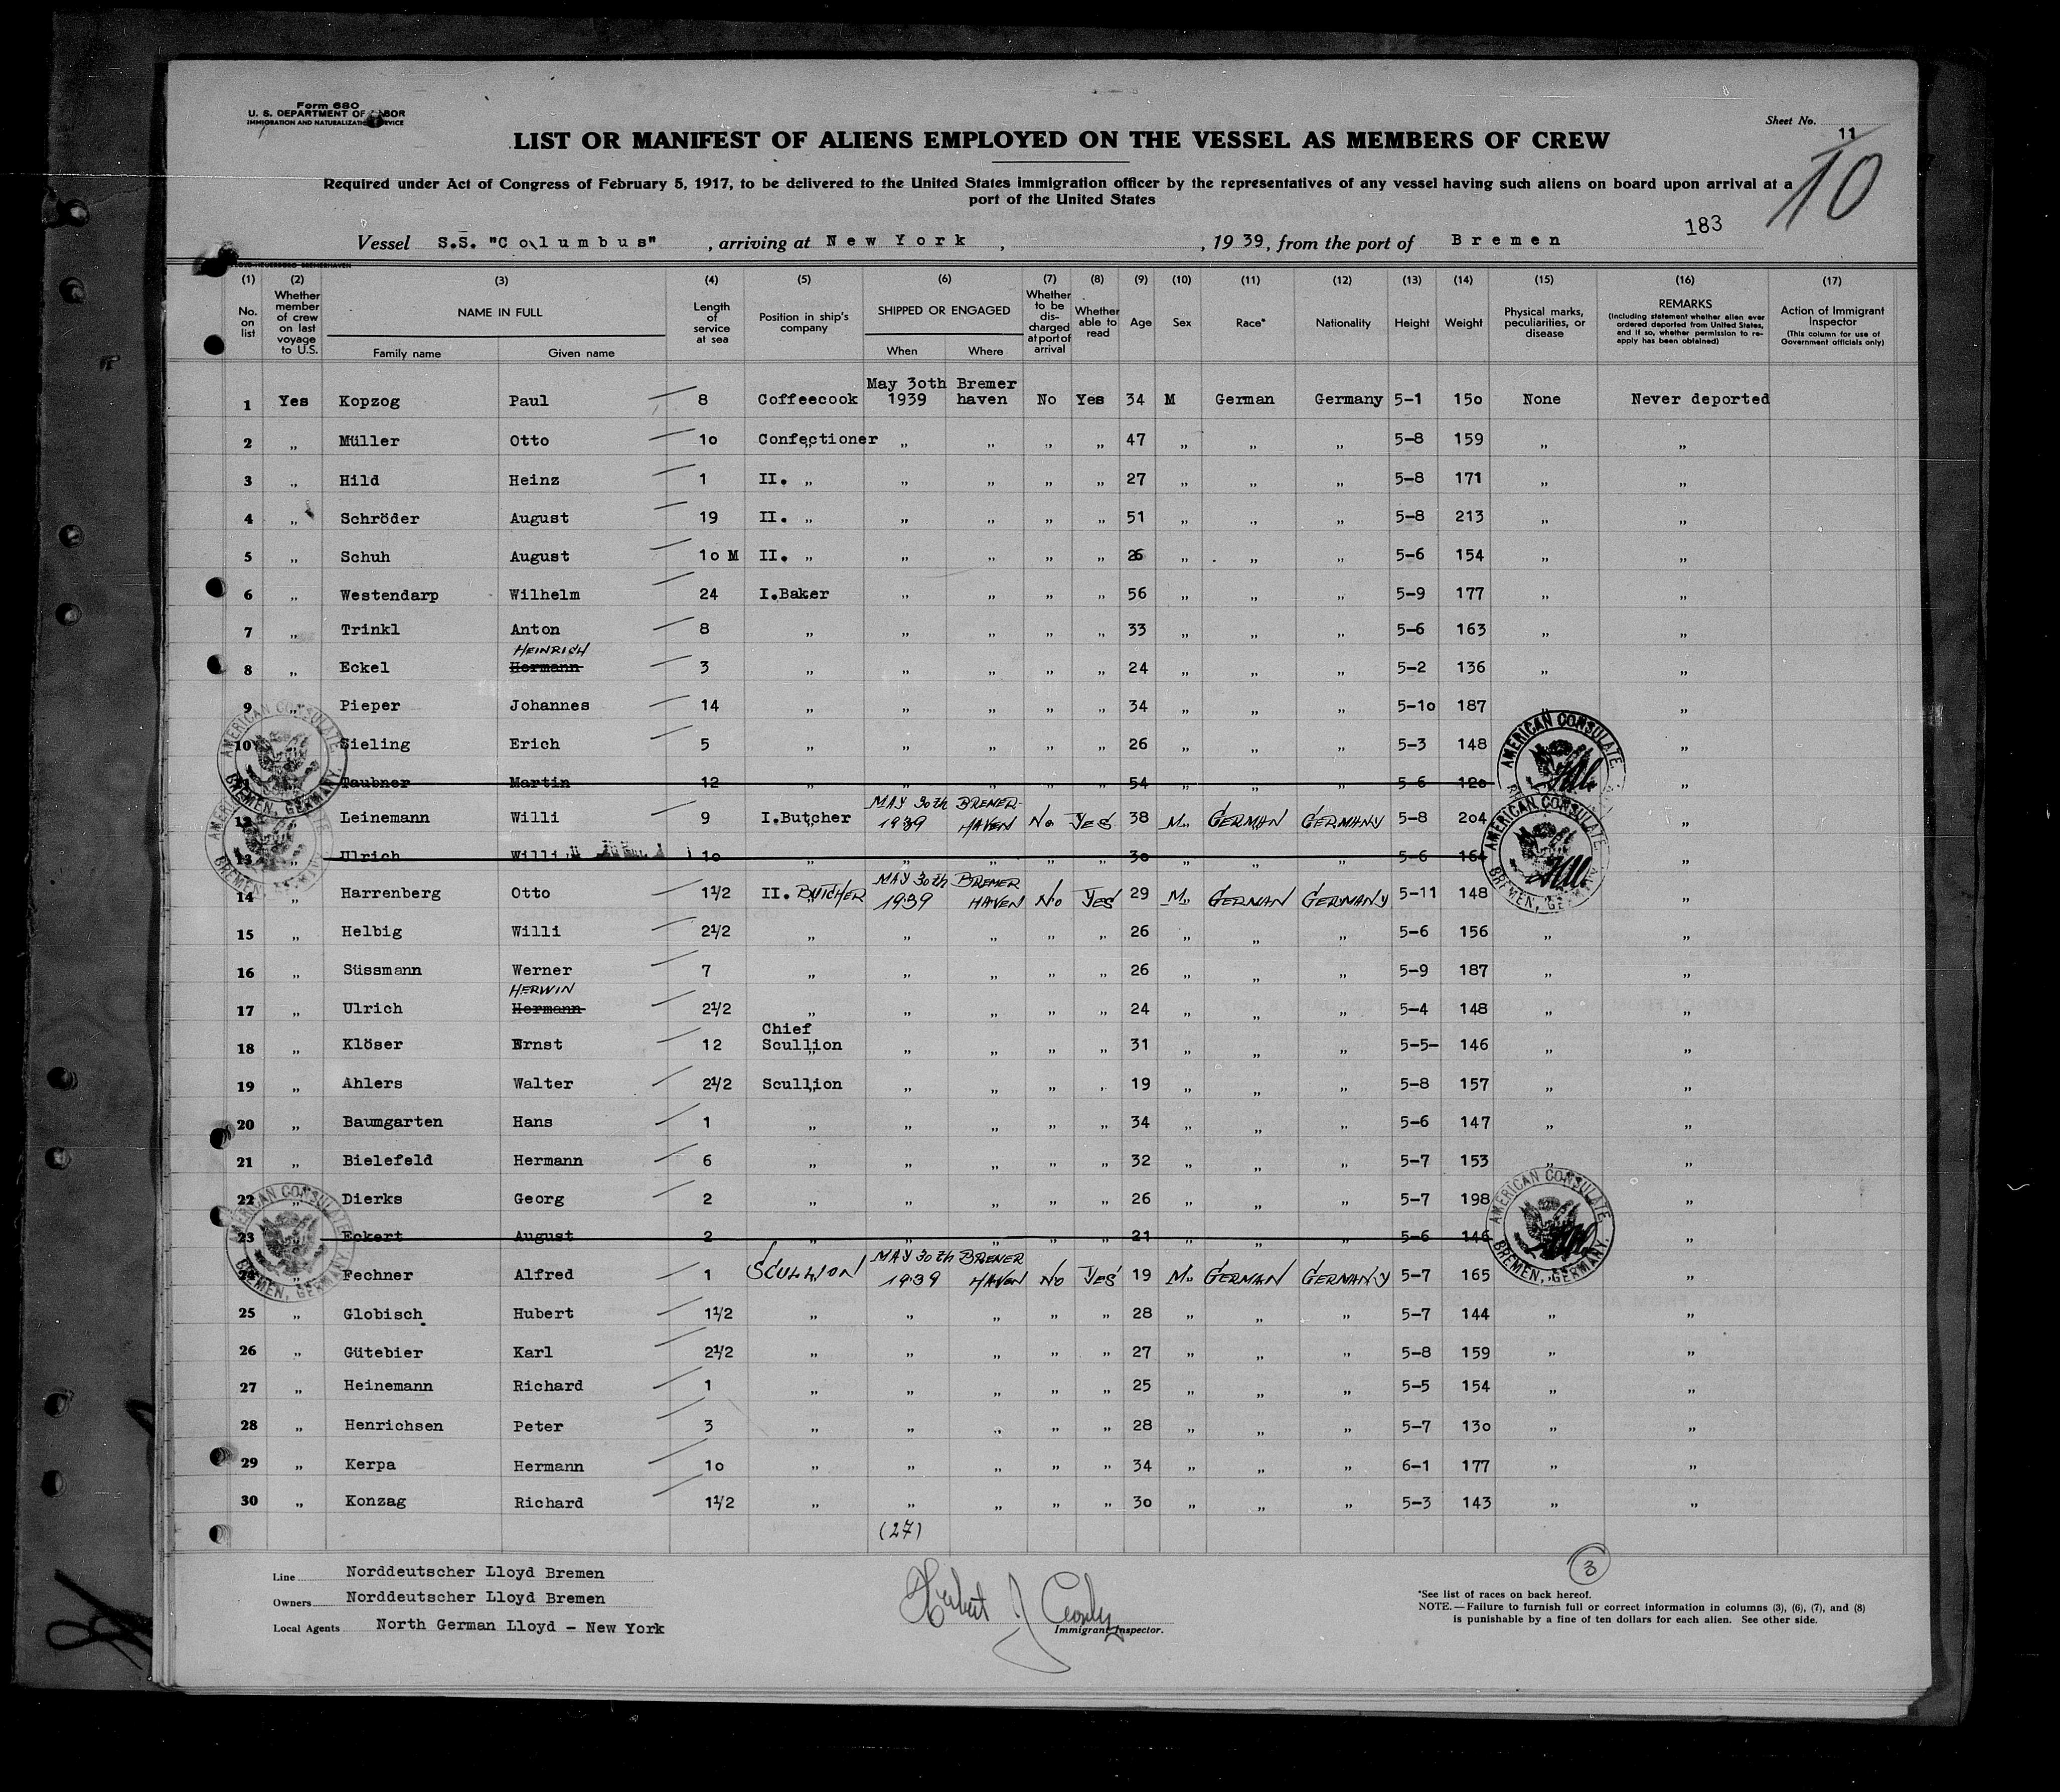 Form 680
U. S. DEPARTMENT OF LABOR
IMMIGRATION AND NATURALIZATION SERVICE
Sheet No. 11
10
LIST OR MANIFEST OF ALIENS EMPLOYED ON THE VESSEL AS MEMBERS OF CREW
Required under Act of Congress of February 5, 1917, to be delivered to the United States immigration officer by the representatives of any vessel having such aliens on board upon arrival at a
port of the United States
183
Vessel S.S. "Columbus", arriving at New York, , 1939, from the port of Bremen
(1) (2) (3) (4) (5) (6) (7) (8) (9) (10) (11) (12) (13) (14) (15) (16) (17)
No. on list Whether member of crew on last voyage to U.S. NAME IN FULL Family name Given name Length of service at sea Position in ship's company SHIPPED OR ENGAGED When Where Whether to be discharged at port of arrival Whether able to read Age Sex Race* Nationality Height Weight Physical marks, peculiarities, or disease REMARKS (Including statement whether alien ever ordered deported from United States, and if so, whether permission to re-apply has been obtained) Action of Immigrant Inspector (This column for use of Government officials only)
1 Yes Kopzog Paul 8 Coffeecook May 30th 1939 Bremerhaven No Yes 34 M German Germany 5-1 150 None Never deported
2 „ Müller Otto 10 Confectioner „ „ „ „ 47 „ „ „ 5-8 159 „ „
3 „ Hild Heinz 1 II. „ „ „ „ „ 27 „ „ „ 5-8 171 „ „
4 „ Schröder August 19 II. „ „ „ „ „ 51 „ „ „ 5-8 213 „ „
5 „ Schuh August 10 M II. „ „ „ „ „ 26 „ „ „ 5-6 154 „ „
6 „ Westendarp Wilhelm 24 I.Baker „ „ „ „ 56 „ „ „ 5-9 177 „ „
7 „ Trinkl Anton 8 „ „ „ „ „ 33 „ „ „ 5-6 163 „ „
HEINRICH
8 „ Eckel Hermann 3 „ „ „ „ „ 24 „ „ „ 5-2 136 „ „
9 „ Pieper Johannes 14 „ „ „ „ „ 34 „ „ „ 5-10 187 „ „
10 „ Sieling Erich 5 „ „ „ „ „ 26 „ „ „ 5-3 148 „
Taubner Martin 12 „ „ „ „ „ 54 „ „ „ 5-6 120 „
12 „ Leinemann Willi 9 I.Butcher MAY 30th 1939 BREMER-HAVEN No YES 38 M. GERMAN GERMANY 5-8 204 „
13 „ Ulrich Willi 10 „ „ „ „ „ 30 „ „ „ 5-6 164 „
14 „ Harrenberg Otto 1½ II. BUTCHER MAY 30th 1939 BREMER HAVEN No YES 29 M. GERMAN GERMANY 5-11 148 „
15 „ Helbig Willi 2½ „ „ „ „ „ 26 „ „ „ 5-6 156 „ „
16 „ Süssmann Werner 7 „ „ „ „ „ 26 „ „ „ 5-9 187 „ „
HERWIN
17 „ Ulrich Hermann 2½ „ „ „ „ „ 24 „ „ „ 5-4 148 „ „
18 „ Klöser Ernst 12 Chief Scullion „ „ „ „ 31 „ „ „ 5-5- 146 „ „
19 „ Ahlers Walter 2½ Scullion „ „ „ „ 19 „ „ „ 5-8 157 „ „
20 „ Baumgarten Hans 1 „ „ „ „ „ 34 „ „ „ 5-6 147 „ „
21 „ Bielefeld Hermann 6 „ „ „ „ „ 32 „ „ „ 5-7 153 „ „
22 „ Dierks Georg 2 „ „ „ „ „ 26 „ „ „ 5-7 198 „
23 Eckert August 2 „ „ „ „ „ 21 „ „ „ 5-6 146 „
Fechner Alfred 1 SCULLION MAY 30th 1939 BREMER HAVEN No YES 19 M. GERMAN GERMANY 5-7 165 „ „
25 „ Globisch Hubert 1½ „ „ „ „ „ 28 „ „ „ 5-7 144 „ „
26 „ Gütebier Karl 2½ „ „ „ „ „ 27 „ „ „ 5-8 159 „ „
27 „ Heinemann Richard 1 „ „ „ „ „ 25 „ „ „ 5-5 154 „ „
28 „ Henrichsen Peter 3 „ „ „ „ „ 28 „ „ „ 5-7 130 „ „
29 „ Kerpa Hermann 10 „ „ „ „ „ 34 „ „ „ 6-1 177 „ „
30 „ Konzag Richard 1½ „ „ „ „ „ 30 „ „ „ 5-3 143 „ „
(27)
AMERICAN CONSULATE. BREMEN, GERMANY.
AMERICAN CONSULATE.
AMERICAN CONSULATE. BREMEN, GERMANY.
AMERICAN CONSULATE. BREMEN, GERMANY.
AMERICAN CONSULATE. BREMEN, GERMANY.
3
Line Norddeutscher Lloyd Bremen
Owners Norddeutscher Lloyd Bremen
Local Agents North German Lloyd - New York
Herbert J
Immigrant Inspector.
*See list of races on back hereof.
NOTE.—Failure to furnish full or correct information in columns (3), (6), (7), and (8)
is punishable by a fine of ten dollars for each alien. See other side.